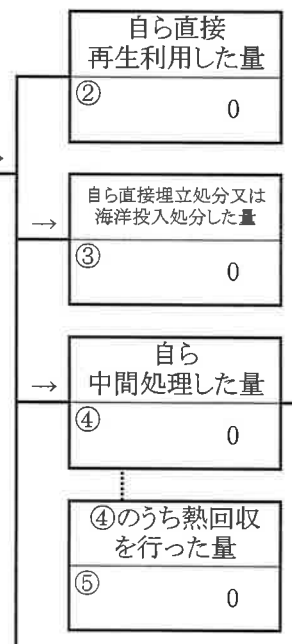 自ら直接
再生利用した量
②
0
→
自ら直接埋立処分又は
海洋投入処分した量
→
③
0
自ら
中間処理した量
→
④
0
④のうち熱回収
を行った量
⑤
0